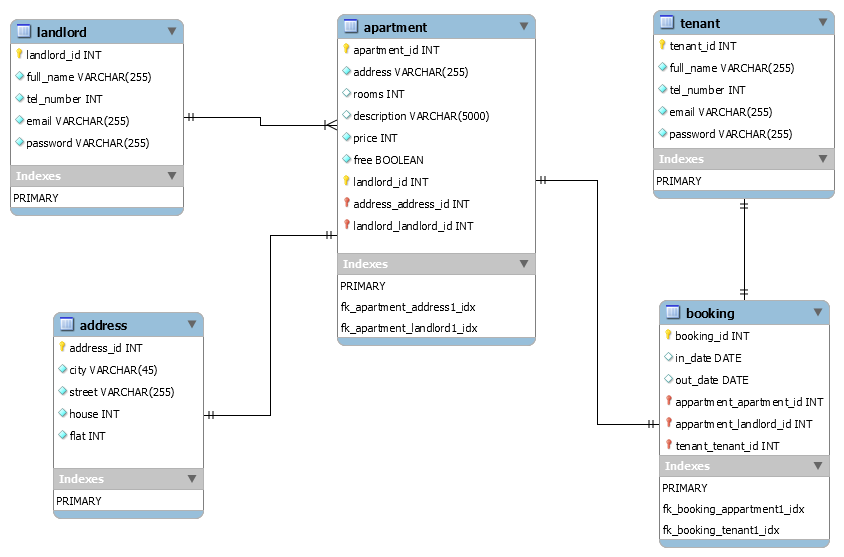 landlord
landlord_id INT
full_name VARCHAR(255)
tel_number INT
email VARCHAR(255)
password VARCHAR(255)
Indexes
PRIMARY
apartment
apartment_id INT
address VARCHAR(255)
rooms INT
description VARCHAR(5000)
price INT
free BOOLEAN
landlord_id INT
address_address_id INT
landlord_landlord_id INT
Indexes
PRIMARY
fk_apartment_address1_idx
fk_apartment_landlord1_idx
tenant
tenant_id INT
full_name VARCHAR(255)
tel_number INT
email VARCHAR(255)
password VARCHAR(255)
Indexes
PRIMARY
address
address_id INT
city VARCHAR(45)
street VARCHAR(255)
house INT
flat INT
Indexes
PRIMARY
booking
booking_id INT
in_date DATE
out_date DATE
appartment_apartment_id INT
appartment_landlord_id INT
tenant_tenant_id INT
Indexes
PRIMARY
fk_booking_appartment1_idx
fk_booking_tenant1_idx